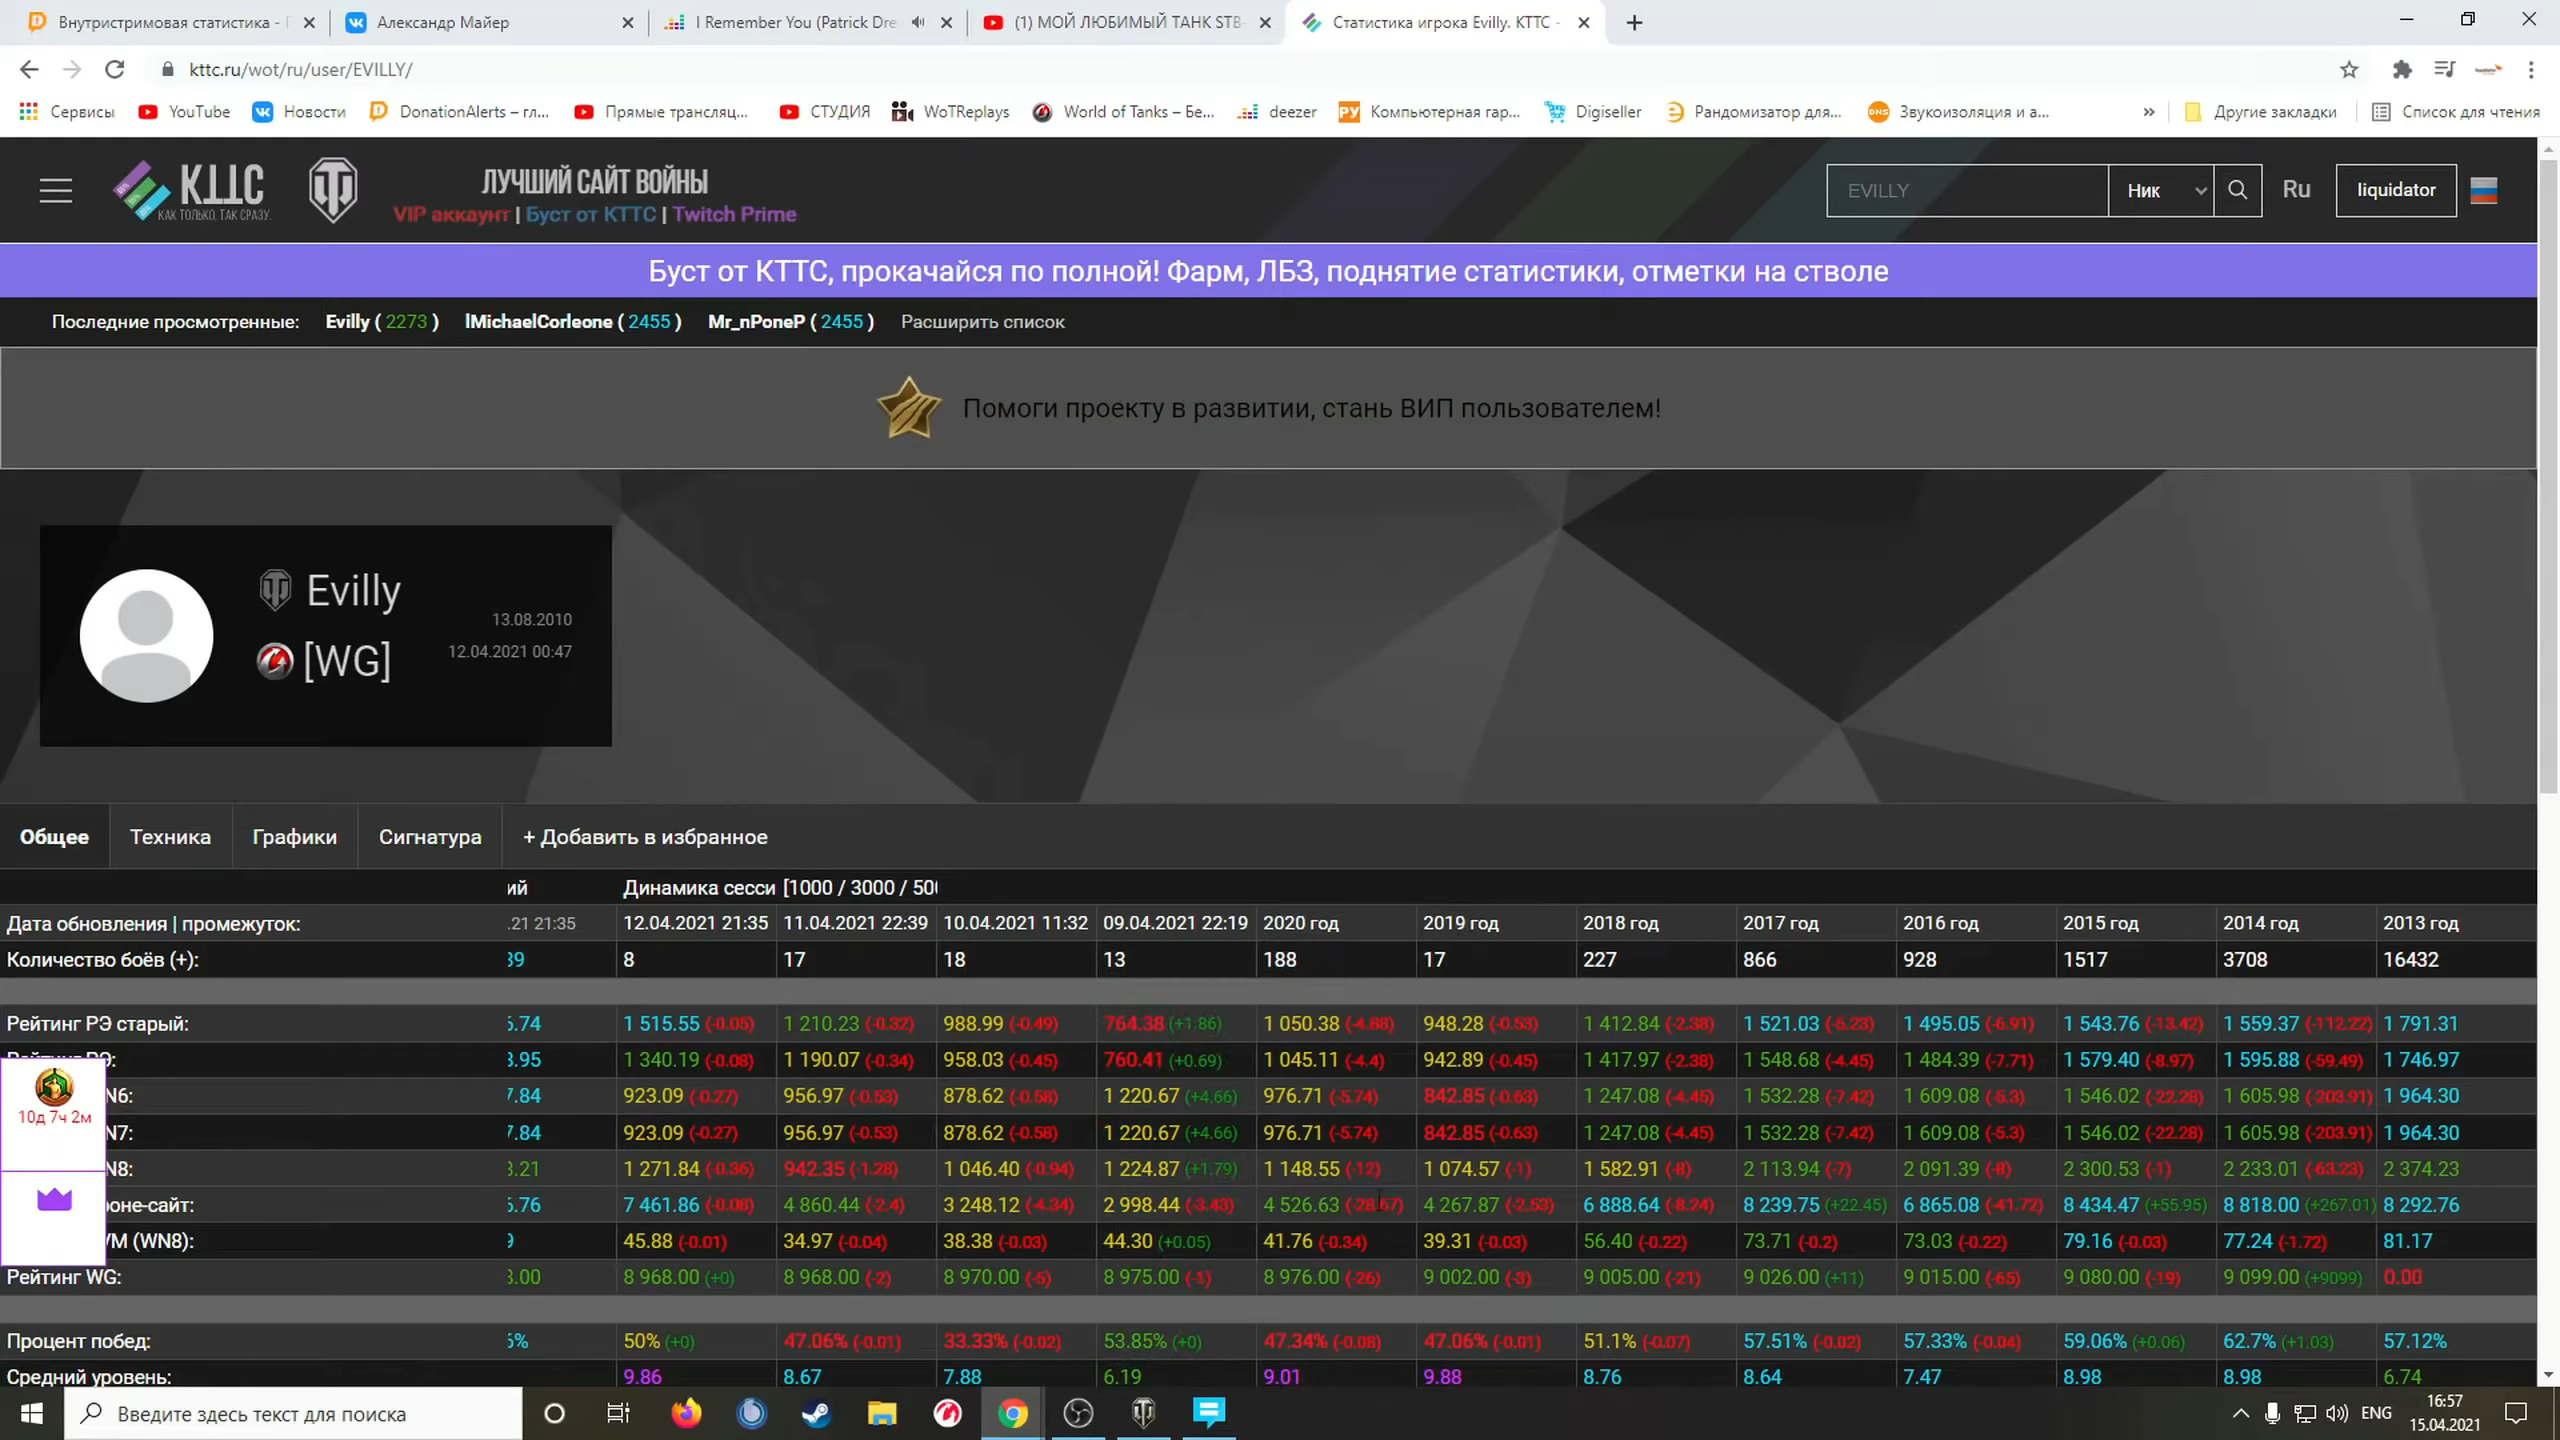 Внутристримовая статистика -
Александр Майер
I Remember You (Patrick Dre
(1) МОЙ ЛЮБИМЫЙ ТАНК STB-
Статистика игрока Evilly. КТТС -
kttc.ru/wot/ru/user/EVILLY/
Сервисы YouTube Новости DonationAlerts – гл... Прямые трансляц... СТУДИЯ WoTReplays World of Tanks – Бе... deezer Компьютерная гар... Digiseller Рандомизатор для... Звукоизоляция и а... » Другие закладки Список для чтения
КТТС
КАК ТОЛЬКО, ТАК СРАЗУ.
ЛУЧШИЙ САЙТ ВОЙНЫ
VIP аккаунт | Буст от КТТС | Twitch Prime
EVILLY Ник Ru liquidator
Буст от КТТС, прокачайся по полной! Фарм, ЛБЗ, поднятие статистики, отметки на стволе
Последние просмотренные: Evilly ( 2273 ) lMichaelCorleone ( 2455 ) Mr_nPoneP ( 2455 ) Расширить список
Помоги проекту в развитии, стань ВИП пользователем!
Evilly
13.08.2010
[WG]
12.04.2021 00:47
Общее Техника Графики Сигнатура + Добавить в избранное
ий Динамика сесси [1000 / 3000 / 50
Дата обновления | промежуток: .21 21:35 12.04.2021 21:35 11.04.2021 22:39 10.04.2021 11:32 09.04.2021 22:19 2020 год 2019 год 2018 год 2017 год 2016 год 2015 год 2014 год 2013 год
Количество боёв (+): 39 8 17 18 13 188 17 227 866 928 1517 3708 16432
Рейтинг РЭ старый: 5.74 1 515.55 (-0.05) 1 210.23 (-0.32) 988.99 (-0.49) 764.38 (+1.86) 1 050.38 (-4.88) 948.28 (-0.53) 1 412.84 (-2.38) 1 521.03 (-5.23) 1 495.05 (-6.91) 1 543.76 (-13.42) 1 559.37 (-112.22) 1 791.31
3.95 1 340.19 (-0.08) 1 190.07 (-0.34) 958.03 (-0.45) 760.41 (+0.69) 1 045.11 (-4.4) 942.89 (-0.45) 1 417.97 (-2.38) 1 548.68 (-4.45) 1 484.39 (-7.71) 1 579.40 (-8.97) 1 595.88 (-59.49) 1 746.97
N6: 7.84 923.09 (-0.27) 956.97 (-0.53) 878.62 (-0.58) 1 220.67 (+4.66) 976.71 (-5.74) 842.85 (-0.63) 1 247.08 (-4.45) 1 532.28 (-7.42) 1 609.08 (-5.3) 1 546.02 (-22.28) 1 605.98 (-203.91) 1 964.30
10д 7ч 2м
N7: 7.84 923.09 (-0.27) 956.97 (-0.53) 878.62 (-0.58) 1 220.67 (+4.66) 976.71 (-5.74) 842.85 (-0.63) 1 247.08 (-4.45) 1 532.28 (-7.42) 1 609.08 (-5.3) 1 546.02 (-22.28) 1 605.98 (-203.91) 1 964.30
N8: 3.21 1 271.84 (-0.36) 942.35 (-1.28) 1 046.40 (-0.94) 1 224.87 (+1.79) 1 148.55 (-12) 1 074.57 (-1) 1 582.91 (-8) 2 113.94 (-7) 2 091.39 (-8) 2 300.53 (-1) 2 233.01 (-63.23) 2 374.23
роне-сайт: 5.76 7 461.86 (-0.08) 4 860.44 (-2.4) 3 248.12 (-4.34) 2 998.44 (-3.43) 4 526.63 (-28.67) 4 267.87 (-2.53) 6 888.64 (-8.24) 8 239.75 (+22.45) 6 865.08 (-41.72) 8 434.47 (+55.95) 8 818.00 (+267.01) 8 292.76
VM (WN8): 9 45.88 (-0.01) 34.97 (-0.04) 38.38 (-0.03) 44.30 (+0.05) 41.76 (-0.34) 39.31 (-0.03) 56.40 (-0.22) 73.71 (-0.2) 73.03 (-0.22) 79.16 (-0.03) 77.24 (-1.72) 81.17
Рейтинг WG: 3.00 8 968.00 (+0) 8 968.00 (-2) 8 970.00 (-5) 8 975.00 (-1) 8 976.00 (-26) 9 002.00 (-3) 9 005.00 (-21) 9 026.00 (+11) 9 015.00 (-65) 9 080.00 (-19) 9 099.00 (+9099) 0.00
Процент побед: 5% 50% (+0) 47.06% (-0.01) 33.33% (-0.02) 53.85% (+0) 47.34% (-0.08) 47.06% (-0.01) 51.1% (-0.07) 57.51% (-0.02) 57.33% (-0.04) 59.06% (+0.06) 62.7% (+1.03) 57.12%
Средний уровень: 9.86 8.67 7.88 6.19 9.01 9.88 8.76 8.64 7.47 8.98 8.98 6.74
Введите здесь текст для поиска
ENG
16:57
15.04.2021